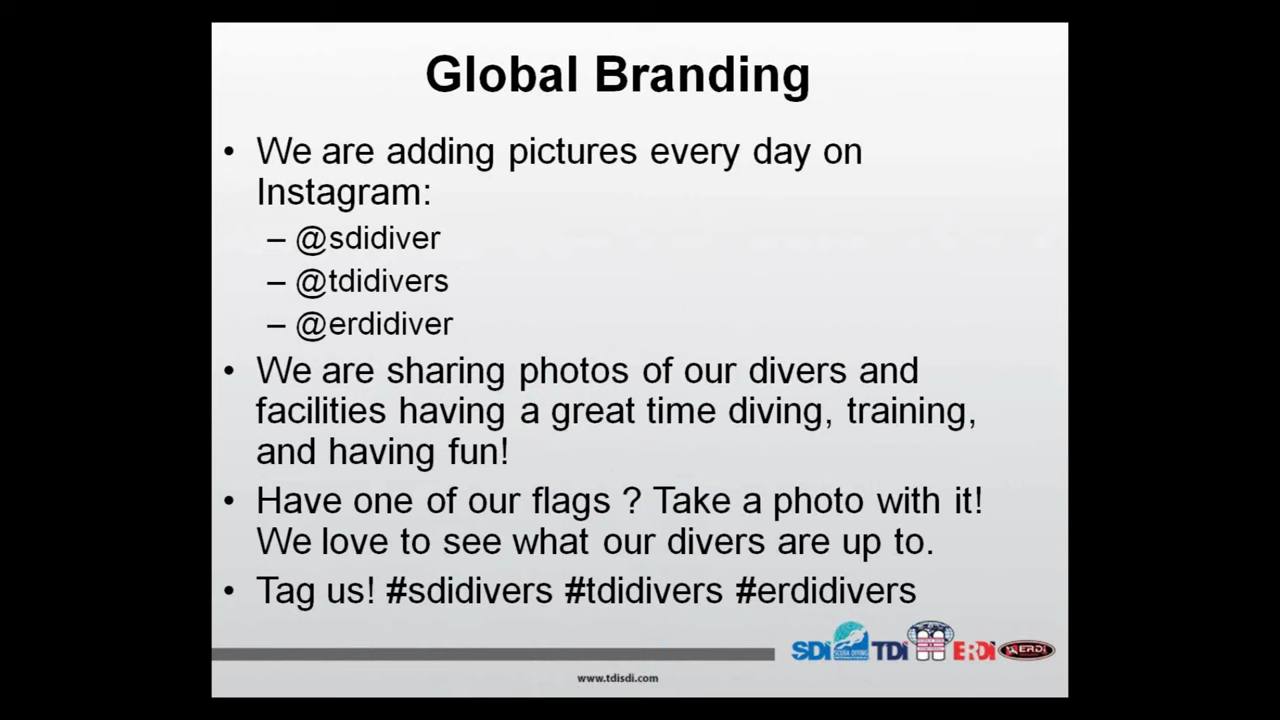 Global Branding
• We are adding pictures every day on
Instagram:
– @sdidiver
– @tdidivers
– @erdidiver
• We are sharing photos of our divers and
facilities having a great time diving, training,
and having fun!
• Have one of our flags ? Take a photo with it!
We love to see what our divers are up to.
• Tag us! #sdidivers #tdidivers #erdidivers
SDI TDI ERDI ERDI
SCUBA DIVING
www.tdisdi.com